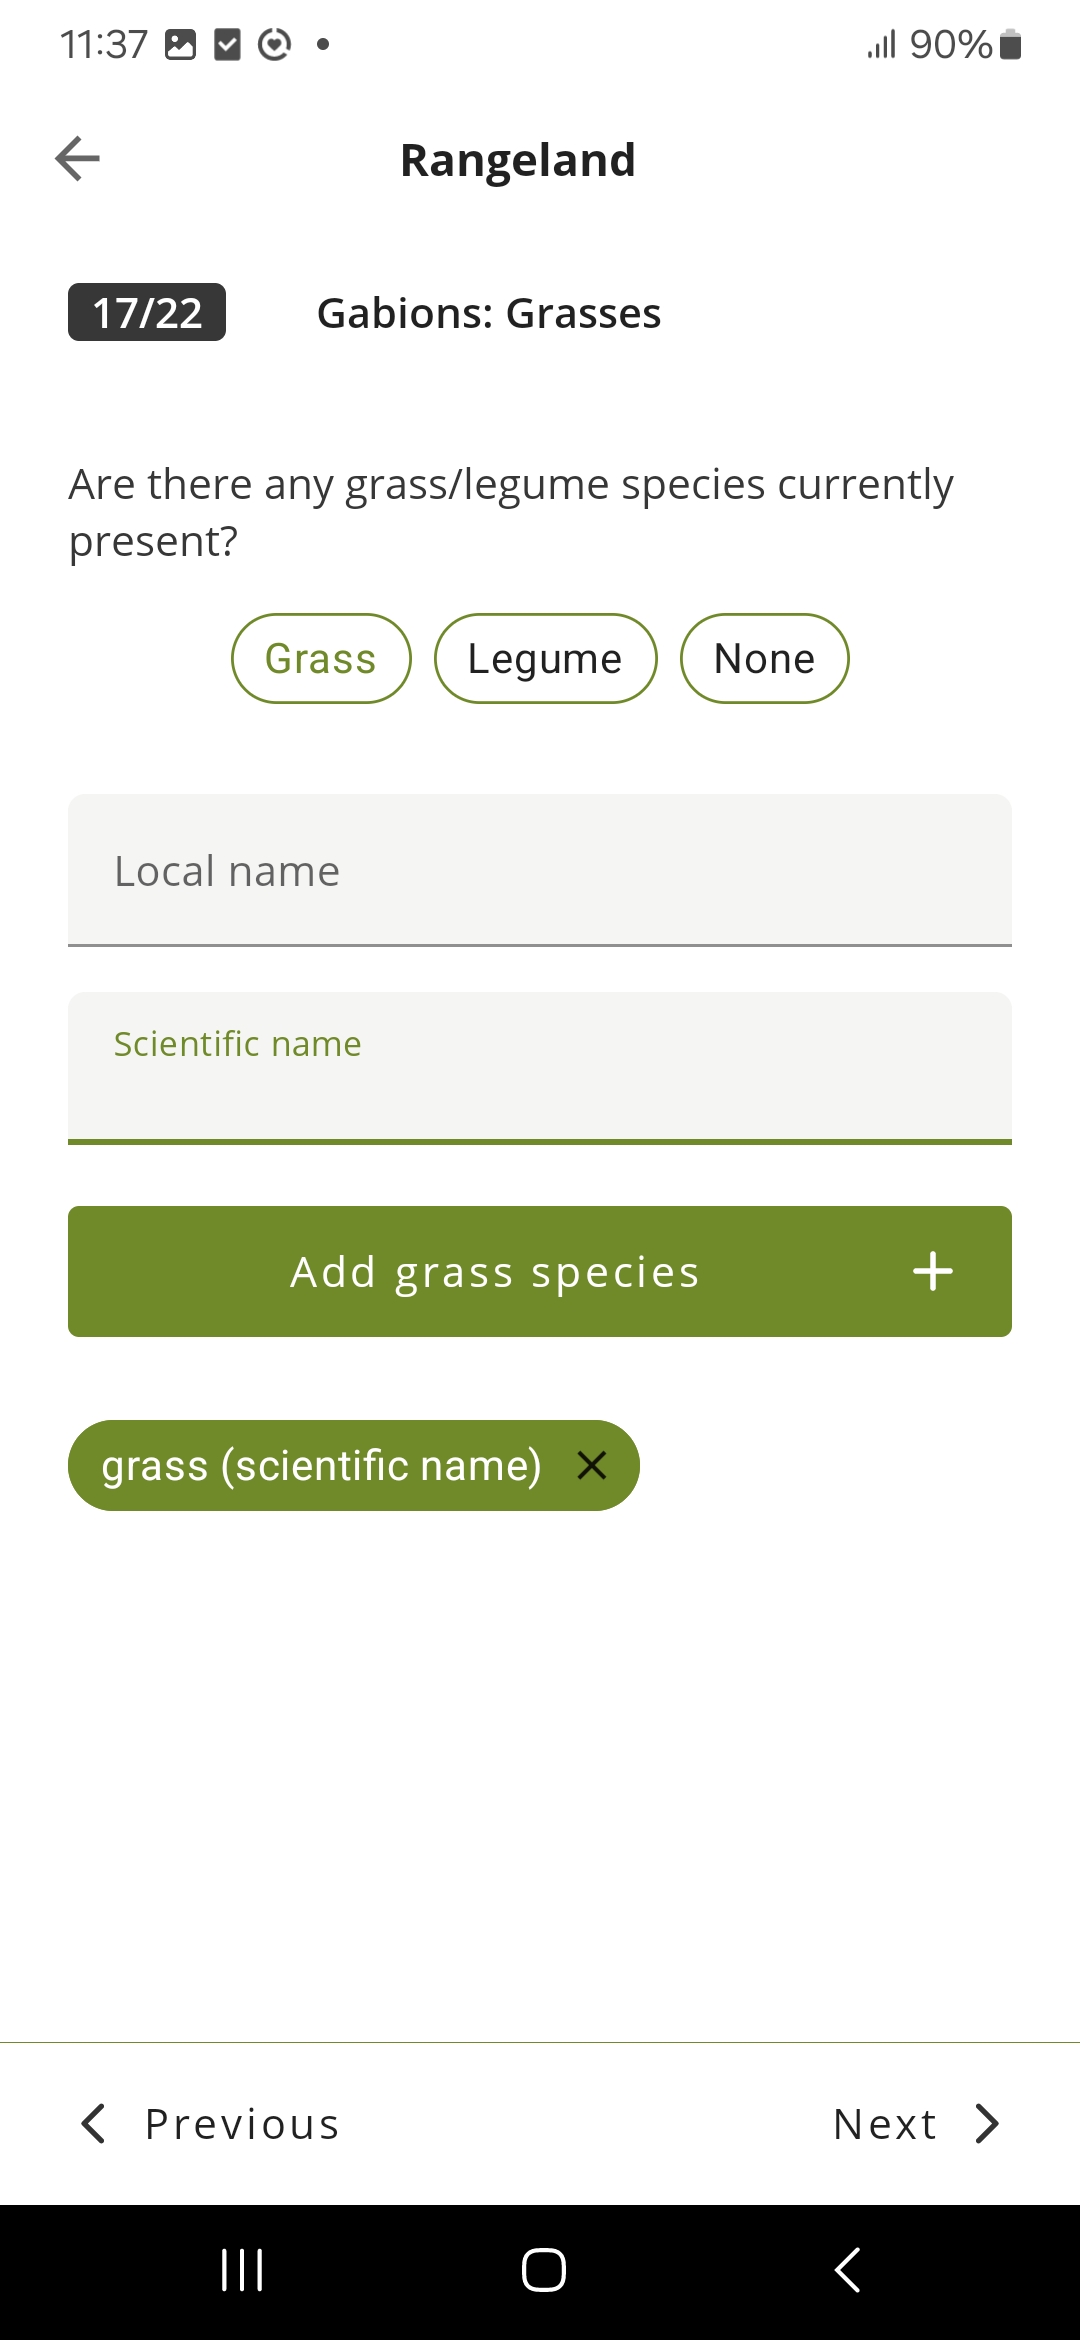 11:37
90%
Rangeland
17/22
Gabions: Grasses
Are there any grass/legume species currently
present?
Grass
Legume
None
Local name
Scientific name
Add grass species
grass (scientific name)
Previous
Next